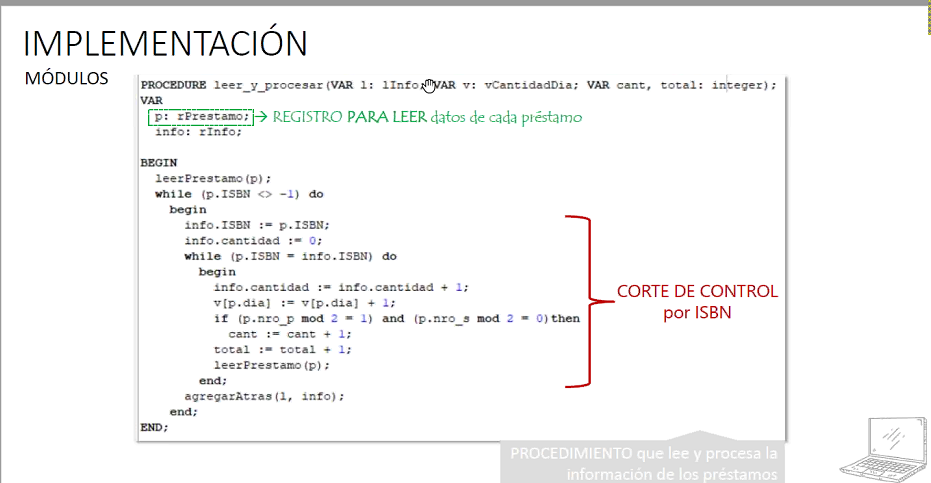 IMPLEMENTACIÓN
MÓDULOS
PROCEDURE leer_y_procesar(VAR l: lInfo; VAR v: vCantidadDia; VAR cant, total: integer);
VAR
p: rPrestamo; → REGISTRO PARA LEER datos de cada préstamo
info: rInfo;
BEGIN
leerPrestamo(p);
while (p.ISBN <> -1) do
begin
info.ISBN := p.ISBN;
info.cantidad := 0;
while (p.ISBN = info.ISBN) do
begin
info.cantidad := info.cantidad + 1;
v[p.dia] := v[p.dia] + 1;
if (p.nro_p mod 2 = 1) and (p.nro_s mod 2 = 0)then
cant := cant + 1;
total := total + 1;
leerPrestamo(p);
end;
agregarAtras(l, info);
end;
END;
CORTE DE CONTROL
por ISBN
PROCEDIMIENTO que lee y procesa la
información de los préstamos